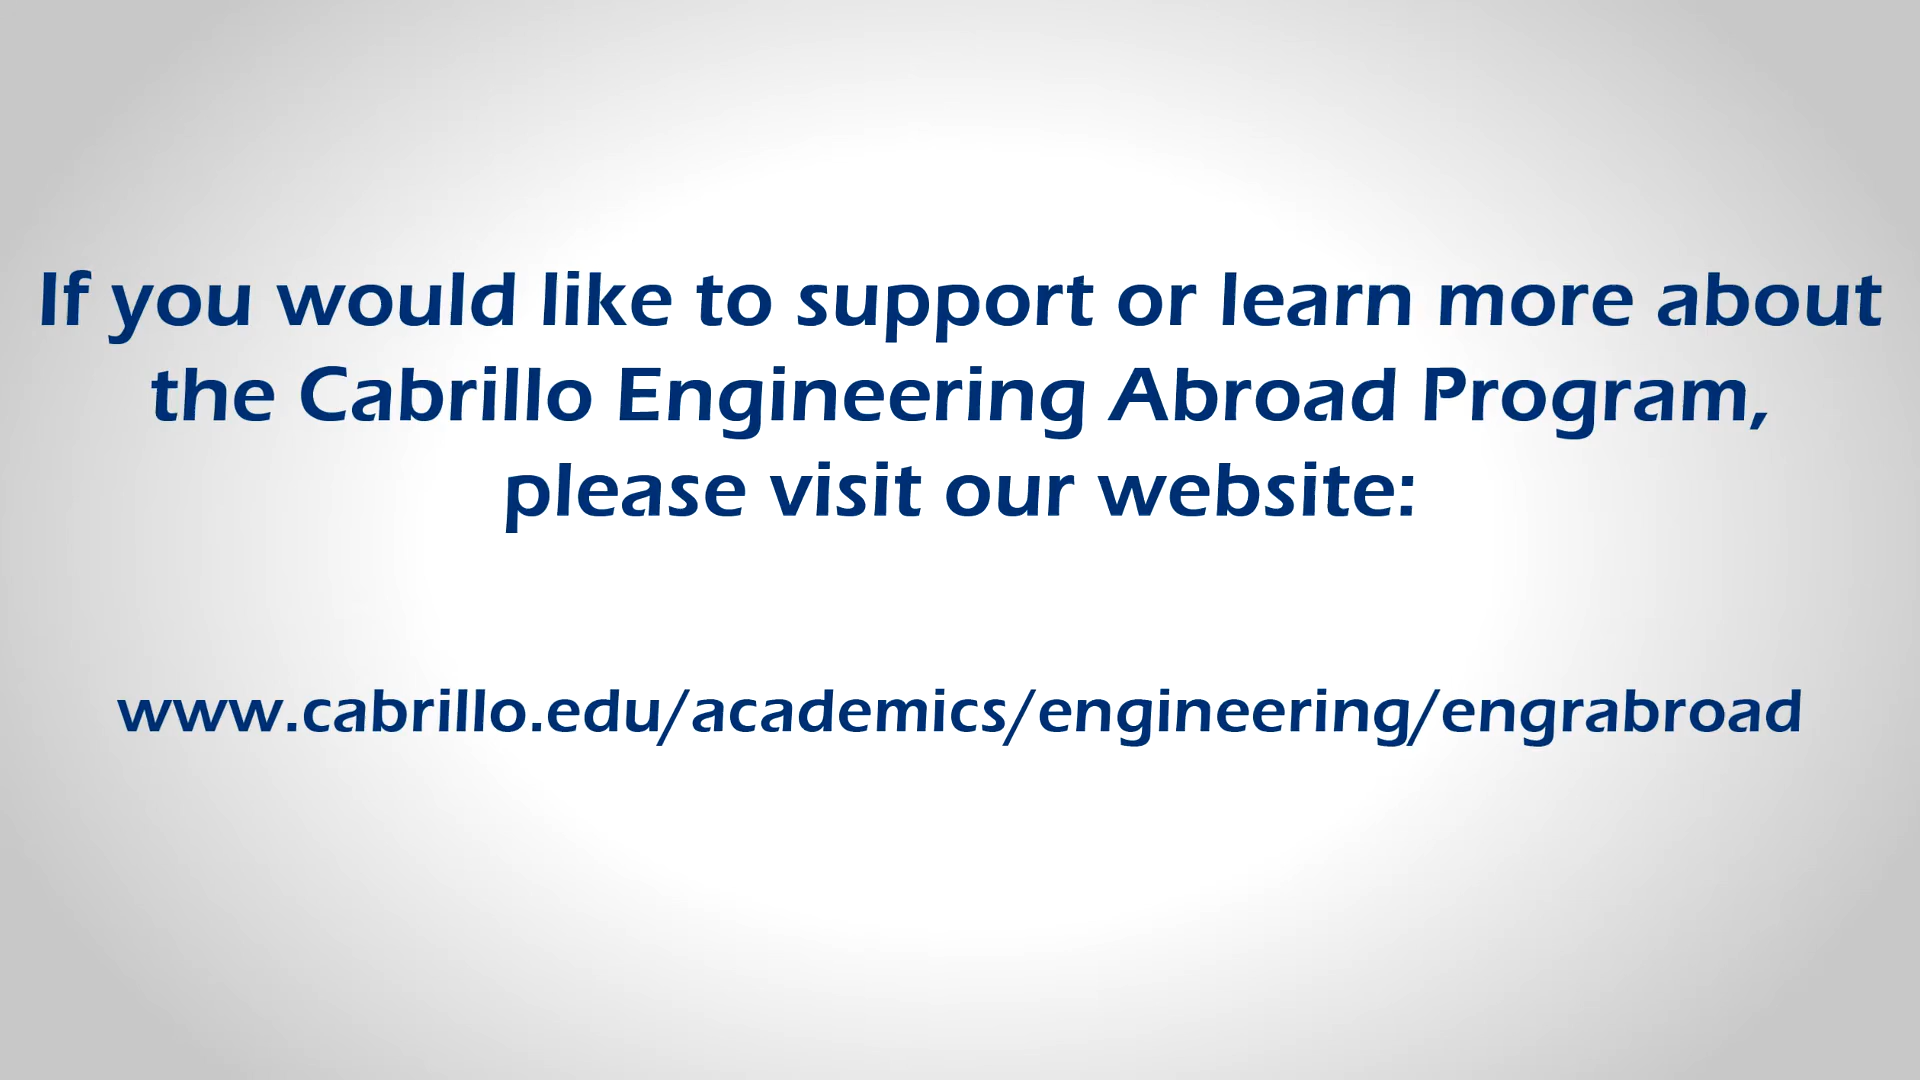 If you would like to support or learn more about
the Cabrillo Engineering Abroad Program,
please visit our website:
www.cabrillo.edu/academics/engineering/engrabroad